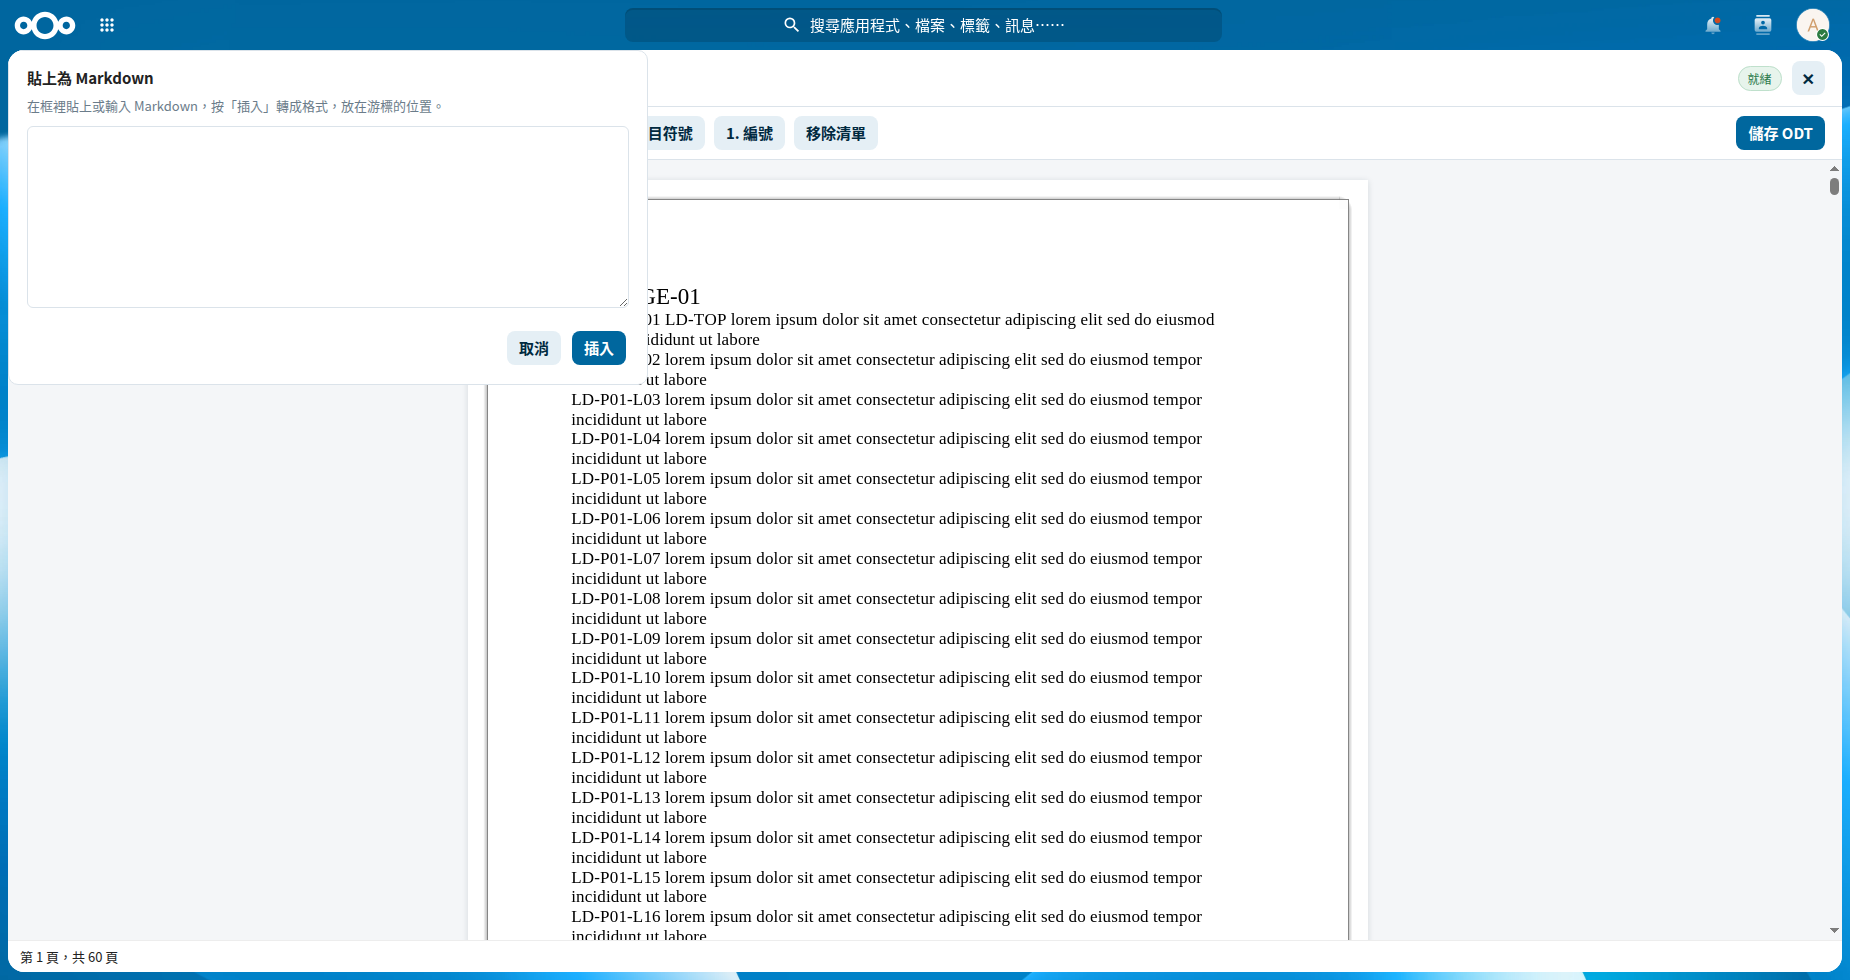 搜尋應用程式、檔案、標籤、訊息……
A
貼上為 Markdown
在框裡貼上或輸入 Markdown，按「插入」轉成格式，放在游標的位置。
取消
插入
就緒
×
目符號
1. 編號
移除清單
儲存 ODT
GE-01
01 LD-TOP lorem ipsum dolor sit amet consectetur adipiscing elit sed do eiusmod
ididunt ut labore
02 lorem ipsum dolor sit amet consectetur adipiscing elit sed do eiusmod tempor
ut labore
LD-P01-L03 lorem ipsum dolor sit amet consectetur adipiscing elit sed do eiusmod tempor
incididunt ut labore
LD-P01-L04 lorem ipsum dolor sit amet consectetur adipiscing elit sed do eiusmod tempor
incididunt ut labore
LD-P01-L05 lorem ipsum dolor sit amet consectetur adipiscing elit sed do eiusmod tempor
incididunt ut labore
LD-P01-L06 lorem ipsum dolor sit amet consectetur adipiscing elit sed do eiusmod tempor
incididunt ut labore
LD-P01-L07 lorem ipsum dolor sit amet consectetur adipiscing elit sed do eiusmod tempor
incididunt ut labore
LD-P01-L08 lorem ipsum dolor sit amet consectetur adipiscing elit sed do eiusmod tempor
incididunt ut labore
LD-P01-L09 lorem ipsum dolor sit amet consectetur adipiscing elit sed do eiusmod tempor
incididunt ut labore
LD-P01-L10 lorem ipsum dolor sit amet consectetur adipiscing elit sed do eiusmod tempor
incididunt ut labore
LD-P01-L11 lorem ipsum dolor sit amet consectetur adipiscing elit sed do eiusmod tempor
incididunt ut labore
LD-P01-L12 lorem ipsum dolor sit amet consectetur adipiscing elit sed do eiusmod tempor
incididunt ut labore
LD-P01-L13 lorem ipsum dolor sit amet consectetur adipiscing elit sed do eiusmod tempor
incididunt ut labore
LD-P01-L14 lorem ipsum dolor sit amet consectetur adipiscing elit sed do eiusmod tempor
incididunt ut labore
LD-P01-L15 lorem ipsum dolor sit amet consectetur adipiscing elit sed do eiusmod tempor
incididunt ut labore
LD-P01-L16 lorem ipsum dolor sit amet consectetur adipiscing elit sed do eiusmod tempor
incididunt ut labore
第 1 頁，共 60 頁